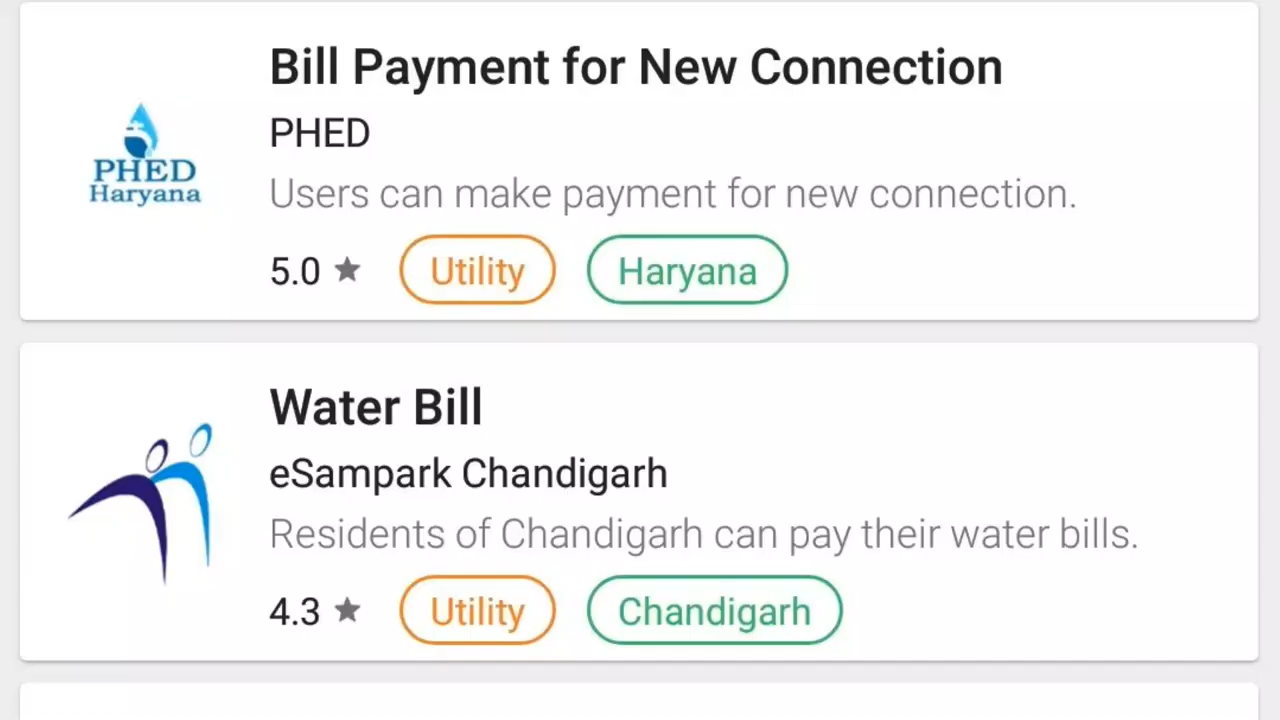 Bill Payment for New Connection
PHED
PHED
Haryana
Users can make payment for new connection.
5.0 ★ Utility Haryana
Water Bill
eSampark Chandigarh
Residents of Chandigarh can pay their water bills.
4.3 ★ Utility Chandigarh